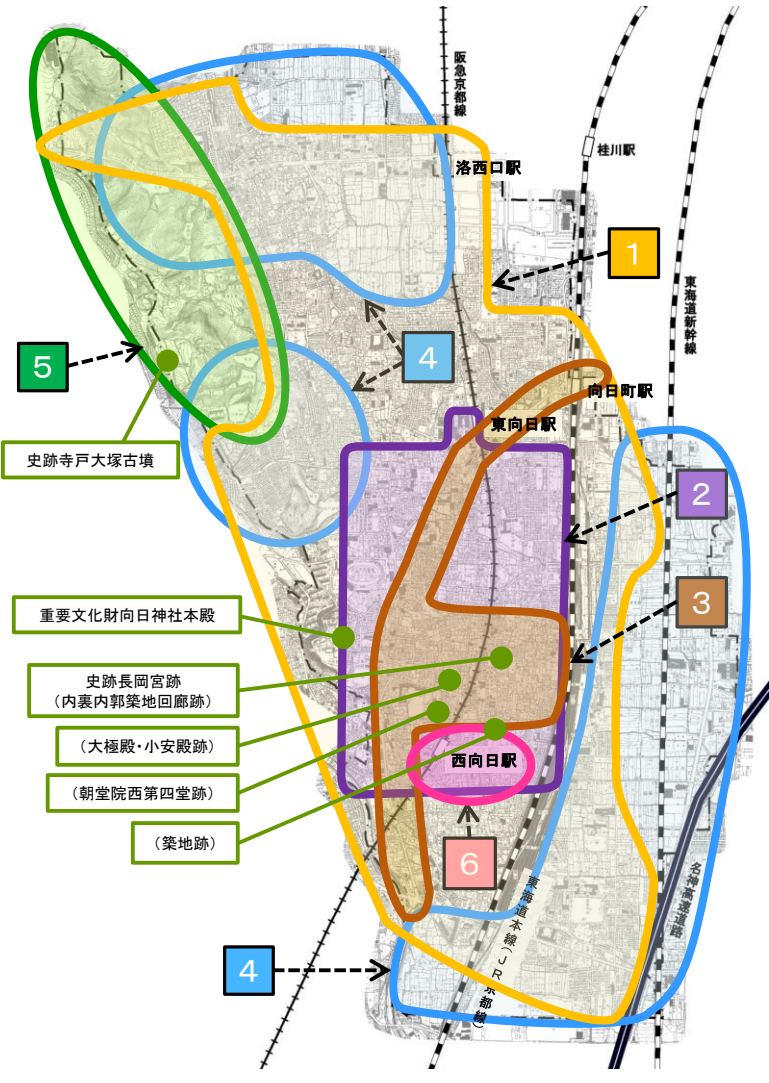 阪急京都線
桂川駅
洛西口駅
1
東海道新幹線
4
5
向日町駅
東向日駅
史跡寺戸大塚古墳
2
3
重要文化財向日神社本殿
史跡長岡宮跡
（内裏内郭築地回廊跡）
（大極殿・小安殿跡）
（朝堂院西第四堂跡）
（築地跡）
西向日駅
6
名神高速道路
東海道本線（ＪＲ京都線）
4